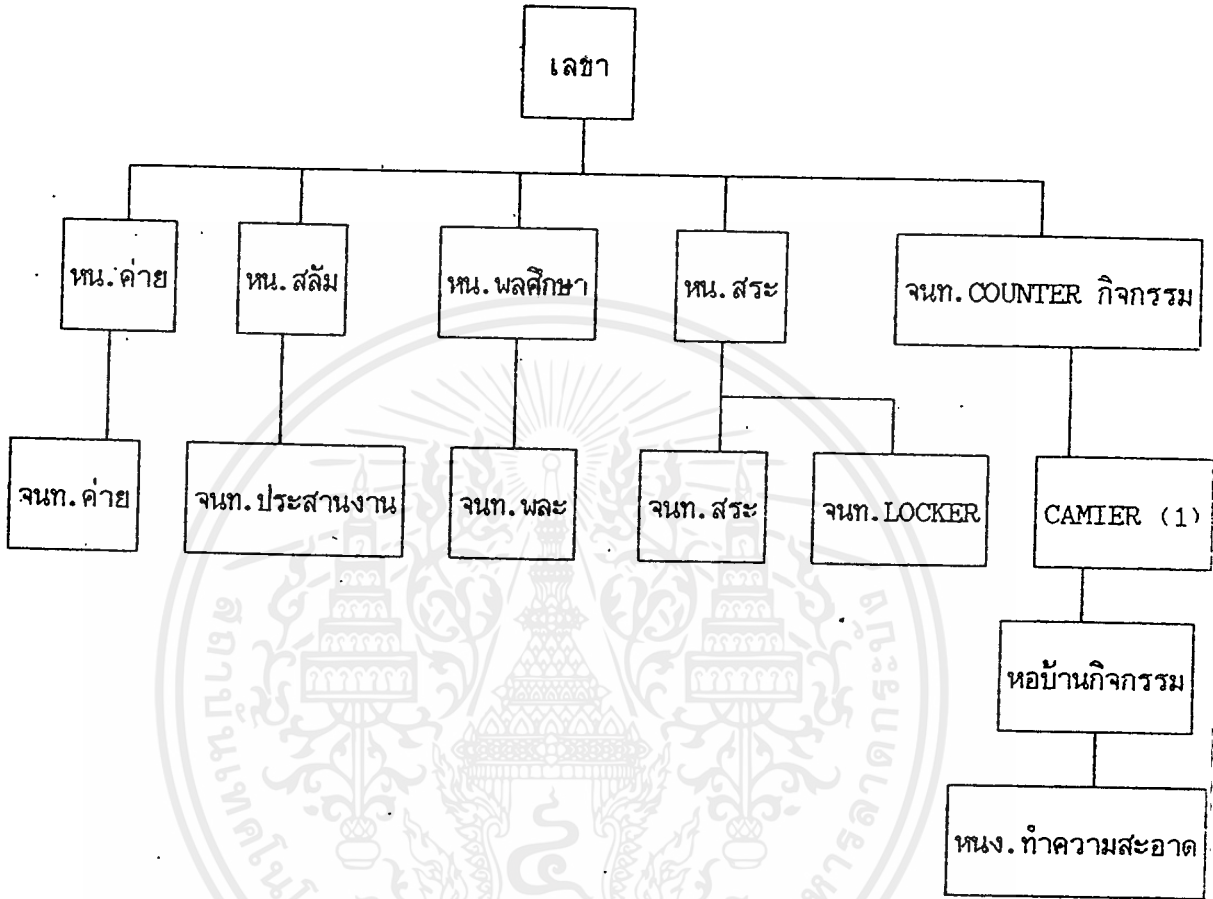 เลขา
หน.ค่าย
หน.สลัม
หน.พลศึกษา
หน.สระ
จนท.COUNTER กิจกรรม
จนท.ค่าย
จนท.ประสานงาน
จนท.พละ
จนท.สระ
จนท.LOCKER
CAMIER (1)
หอบ้านกิจกรรม
หนง.ทำความสะอาด